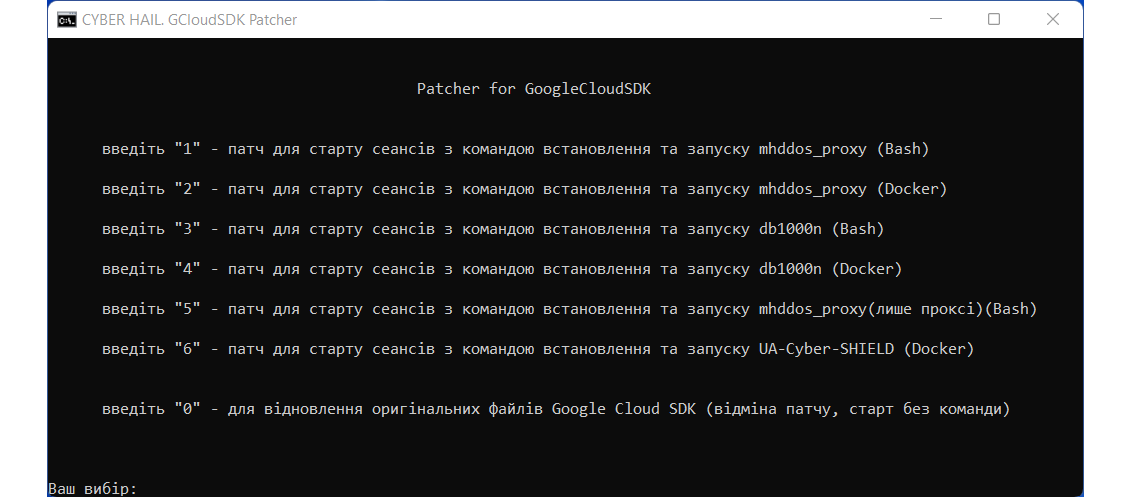 CYBER HAIL. GCloudSDK Patcher
Patcher for GoogleCloudSDK
введіть "1" - патч для старту сеансів з командою встановлення та запуску mhddos_proxy (Bash)
введіть "2" - патч для старту сеансів з командою встановлення та запуску mhddos_proxy (Docker)
введіть "3" - патч для старту сеансів з командою встановлення та запуску db1000n (Bash)
введіть "4" - патч для старту сеансів з командою встановлення та запуску db1000n (Docker)
введіть "5" - патч для старту сеансів з командою встановлення та запуску mhddos_proxy(лише проксі)(Bash)
введіть "6" - патч для старту сеансів з командою встановлення та запуску UA-Cyber-SHIELD (Docker)
введіть "0" - для відновлення оригінальних файлів Google Cloud SDK (відміна патчу, старт без команди)
Ваш вибір: